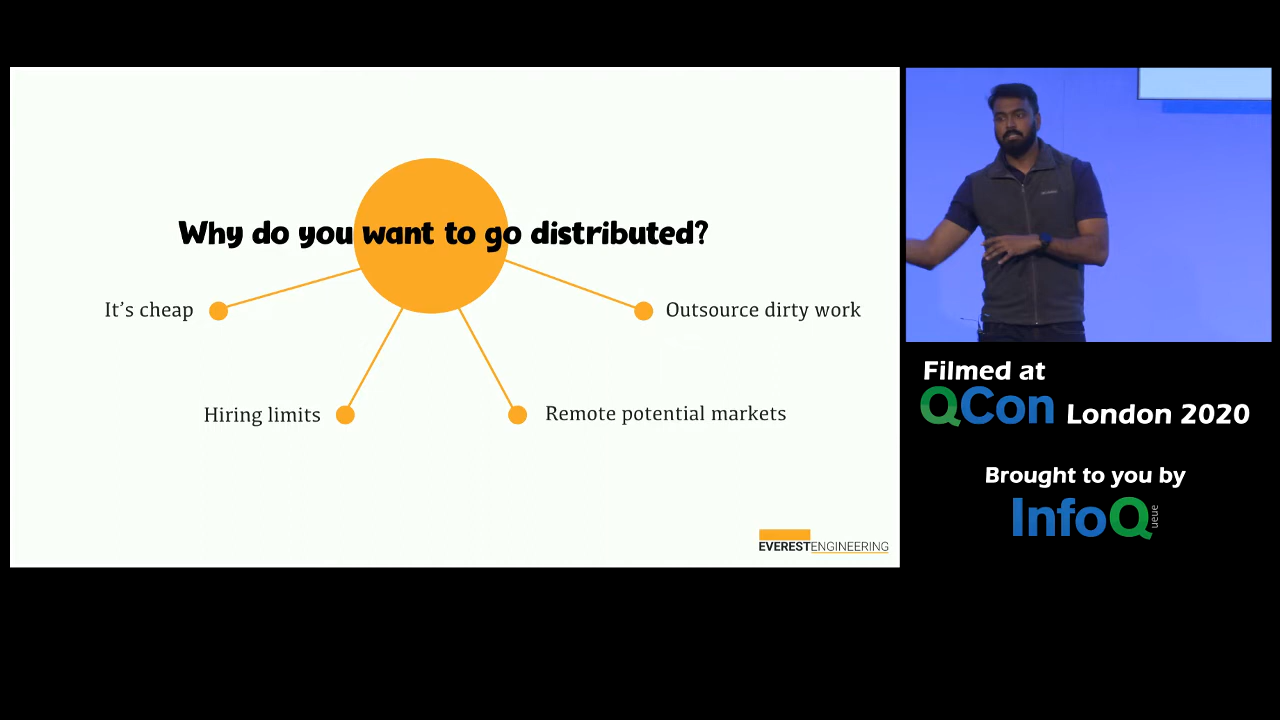 Why do you want to go distributed?
It's cheap
Outsource dirty work
Hiring limits
Remote potential markets
EVERESTENGINEERING
Filmed at
QCon London 2020
Brought to you by
InfoQ
ueue